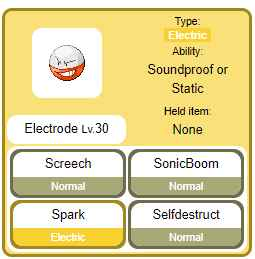 Type:
Electric
Ability:
Soundproof or
Static
Held item:
None
Electrode Lv.30
Screech
Normal
SonicBoom
Normal
Spark
Electric
Selfdestruct
Normal